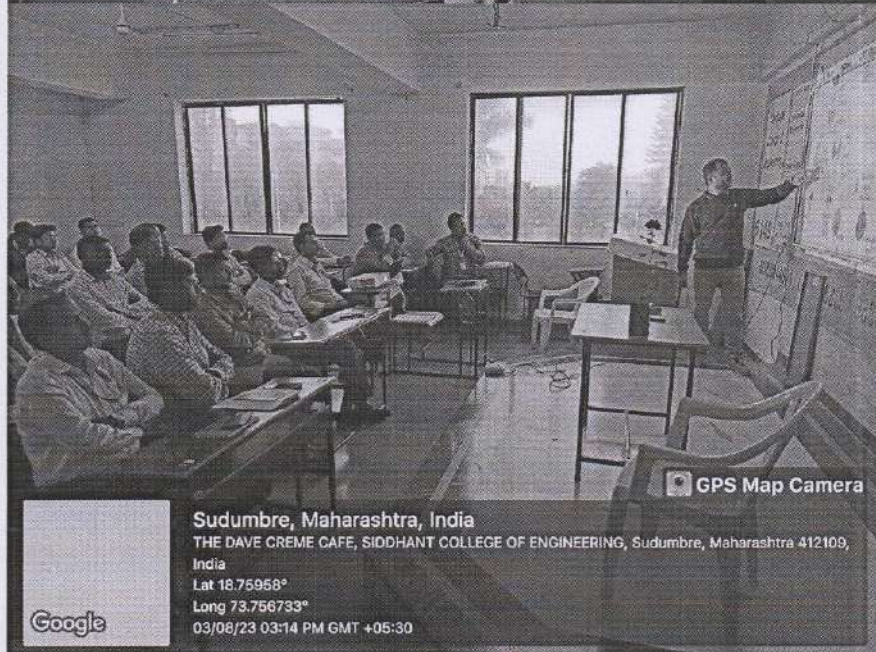 GPS Map Camera
Sudumbre, Maharashtra, India
THE DAVE CREME CAFE, SIDDHANT COLLEGE OF ENGINEERING, Sudumbre, Maharashtra 412109,
India
Lat 18.75958°
Long 73.756733°
03/08/23 03:14 PM GMT +05:30
Google